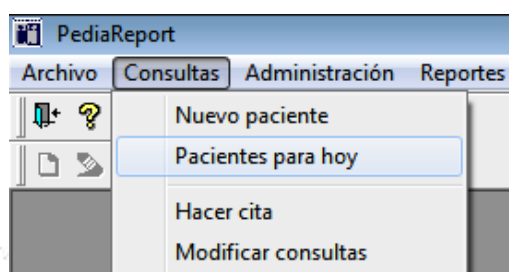 PediaReport
Archivo Consultas Administración Reportes
Nuevo paciente
Pacientes para hoy
Hacer cita
Modificar consultas